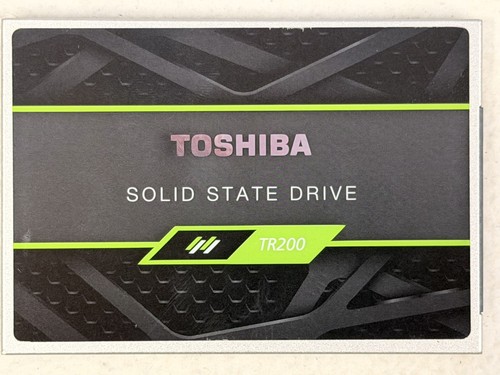 TOSHIBA
SOLID STATE DRIVE
TR200